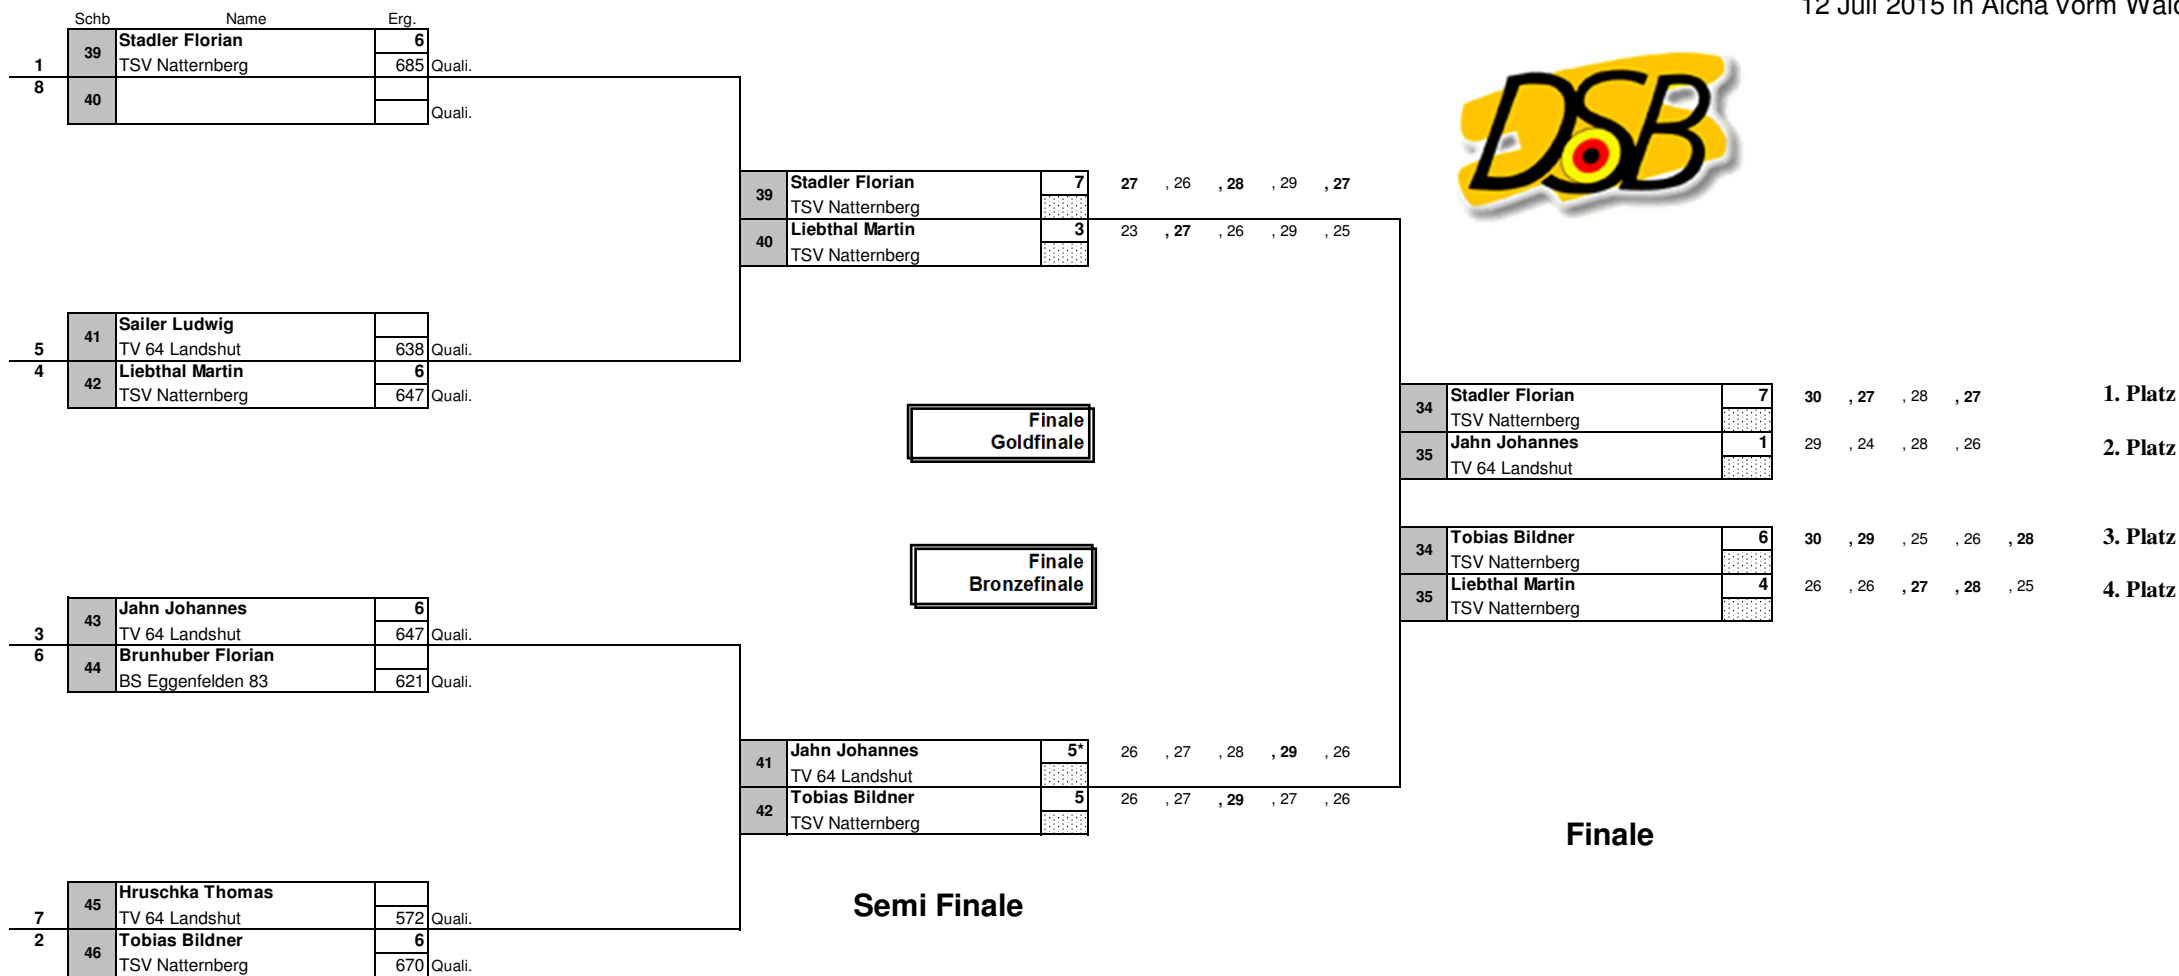 12 Juli 2015 in Aicha vorm
Schb Name Erg.
39 Stadler Florian 6
1 TSV Natternberg 685 Quali.
8
40 Quali.
DSB
39 Stadler Florian 7 27 , 26 , 28 , 29 , 27
TSV Natternberg
40 Liebthal Martin 3 23 , 27 , 26 , 29 , 25
TSV Natternberg
41 Sailer Ludwig
5 TV 64 Landshut 638 Quali.
4 42 Liebthal Martin 6
TSV Natternberg 647 Quali.
34 Stadler Florian 7 30 , 27 , 28 , 27 1. Platz
TSV Natternberg
35 Jahn Johannes 1 29 , 24 , 28 , 26 2. Platz
TV 64 Landshut
Finale
Goldfinale
34 Tobias Bildner 6 30 , 29 , 25 , 26 , 28 3. Platz
TSV Natternberg
35 Liebthal Martin 4 26 , 26 , 27 , 28 , 25 4. Platz
TSV Natternberg
Finale
Bronzefinale
43 Jahn Johannes 6
3 TV 64 Landshut 647 Quali.
6 44 Brunhuber Florian
BS Eggenfelden 83 621 Quali.
41 Jahn Johannes 5* 26 , 27 , 28 , 29 , 26
TV 64 Landshut
42 Tobias Bildner 5 26 , 27 , 29 , 27 , 26
TSV Natternberg
Finale
Semi Finale
45 Hruschka Thomas
7 TV 64 Landshut 572 Quali.
2 46 Tobias Bildner 6
TSV Natternberg 670 Quali.